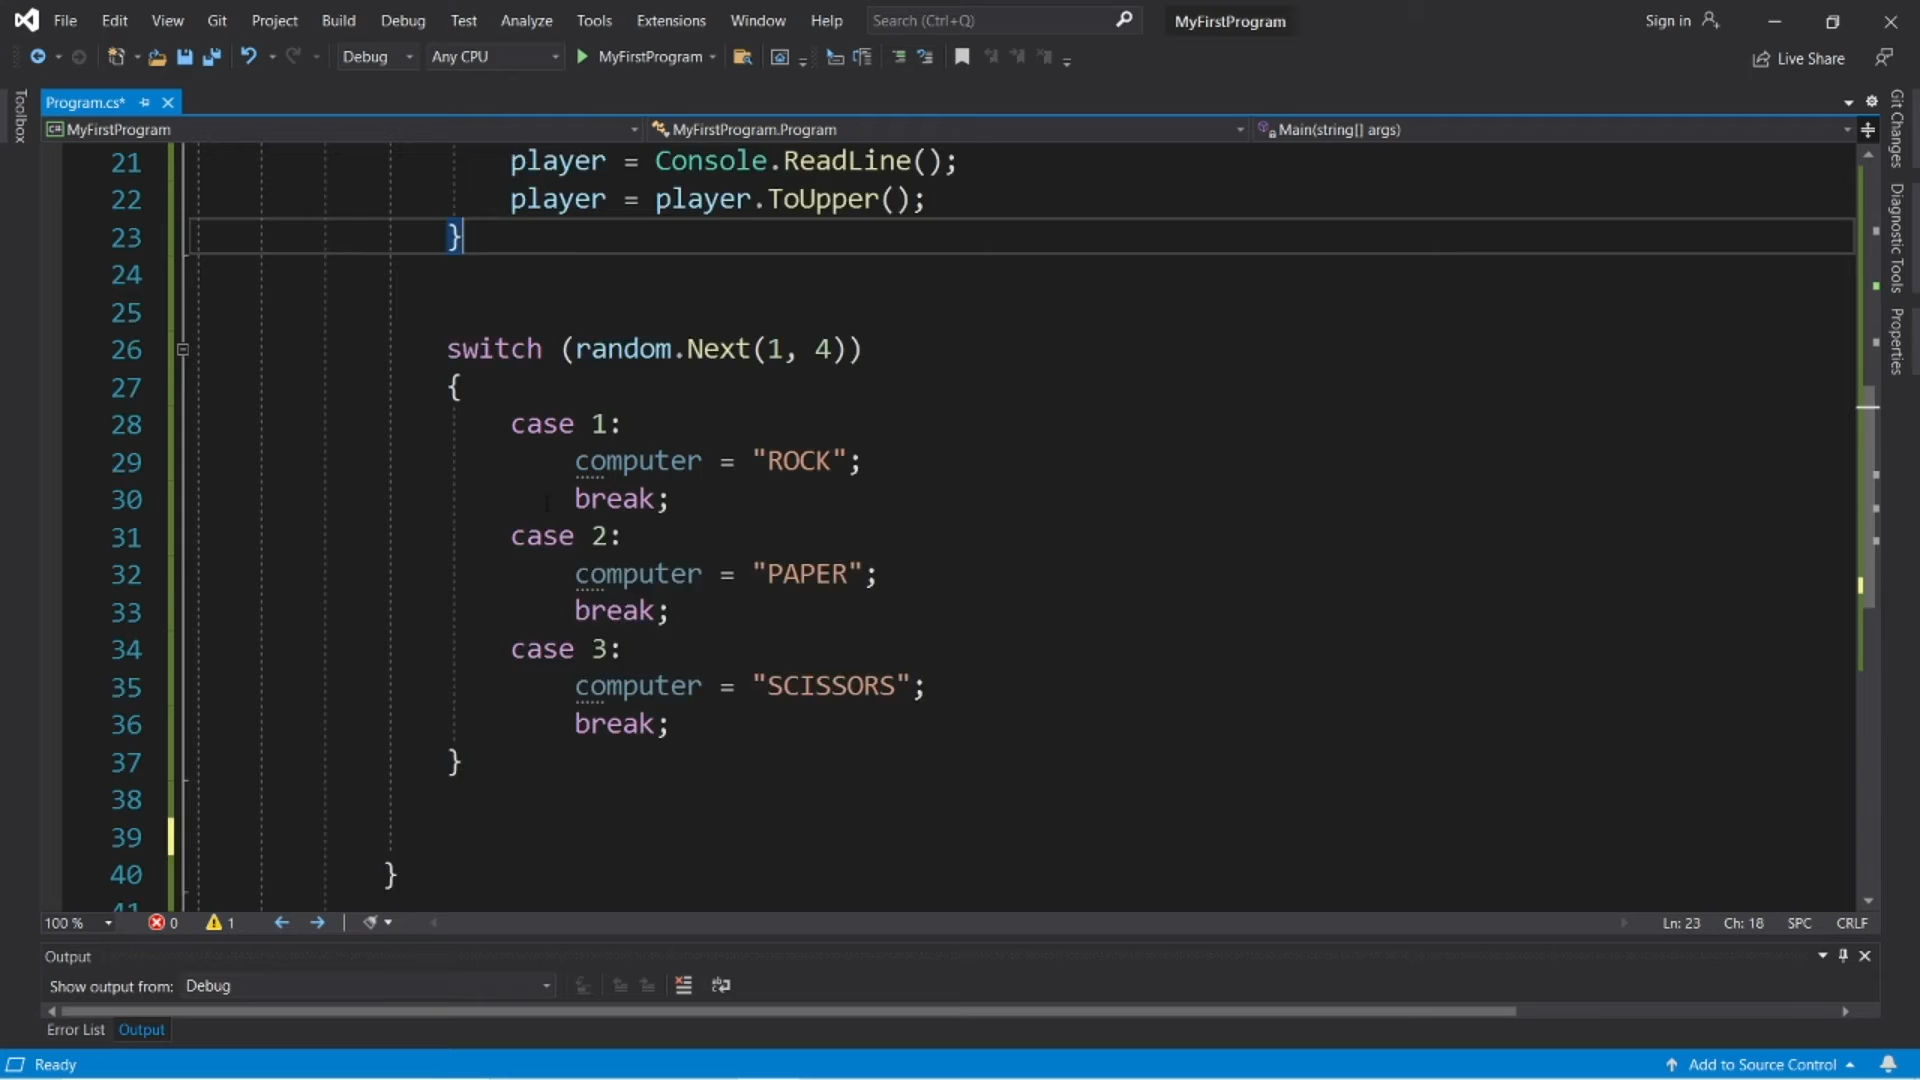 File Edit View Git Project Build Debug Test Analyze Tools Extensions Window Help Search (Ctrl+Q) MyFirstProgram Sign in
Debug Any CPU MyFirstProgram Live Share
Toolbox
Program.cs*
MyFirstProgram MyFirstProgram.Program Main(string[] args)
Git Changes
Diagnostic Tools
Properties
21 player = Console.ReadLine();
22 player = player.ToUpper();
23 }
24
25
26 switch (random.Next(1, 4))
27 {
28 case 1:
29 computer = "ROCK";
30 break;
31 case 2:
32 computer = "PAPER";
33 break;
34 case 3:
35 computer = "SCISSORS";
36 break;
37 }
38
39
40 }
41
100 % 0 1 Ln: 23 Ch: 18 SPC CRLF
Output
Show output from: Debug
Error List Output
Ready Add to Source Control